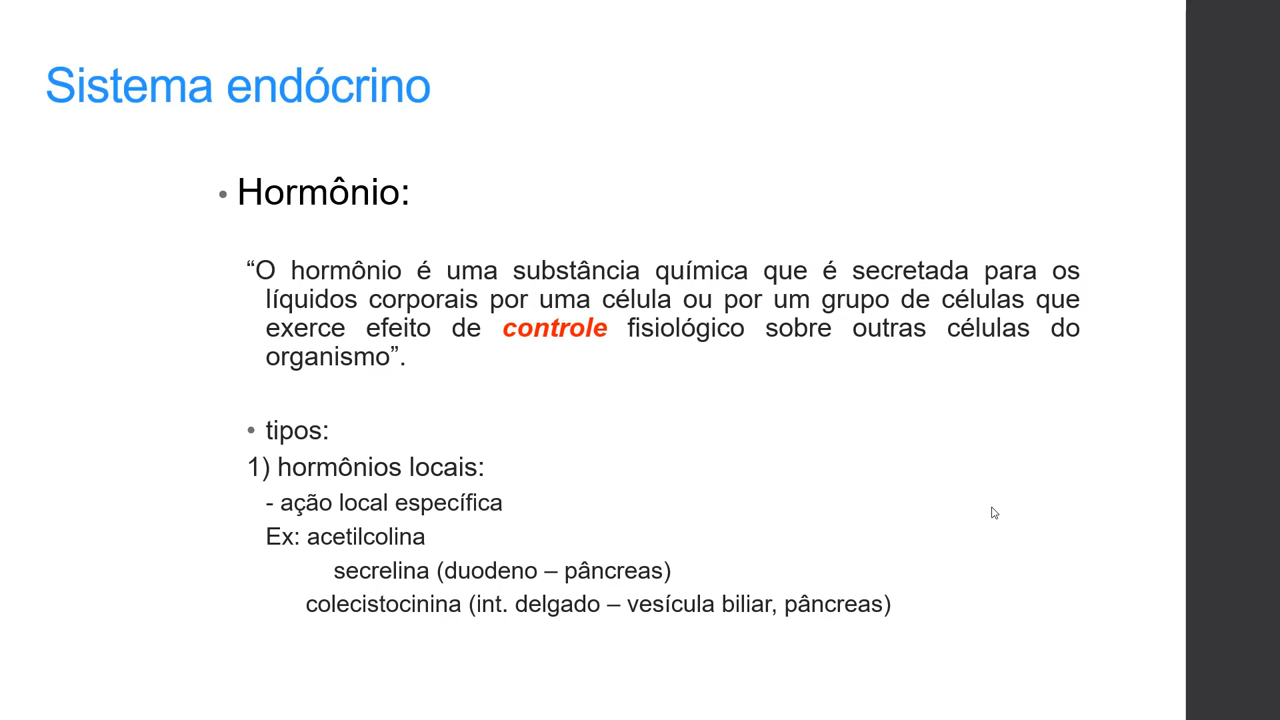 Sistema endócrino
• Hormônio:
“O hormônio é uma substância química que é secretada para os
líquidos corporais por uma célula ou por um grupo de células que
exerce efeito de controle fisiológico sobre outras células do
organismo”.
• tipos:
1) hormônios locais:
- ação local específica
Ex: acetilcolina
secrelina (duodeno – pâncreas)
colecistocinina (int. delgado – vesícula biliar, pâncreas)